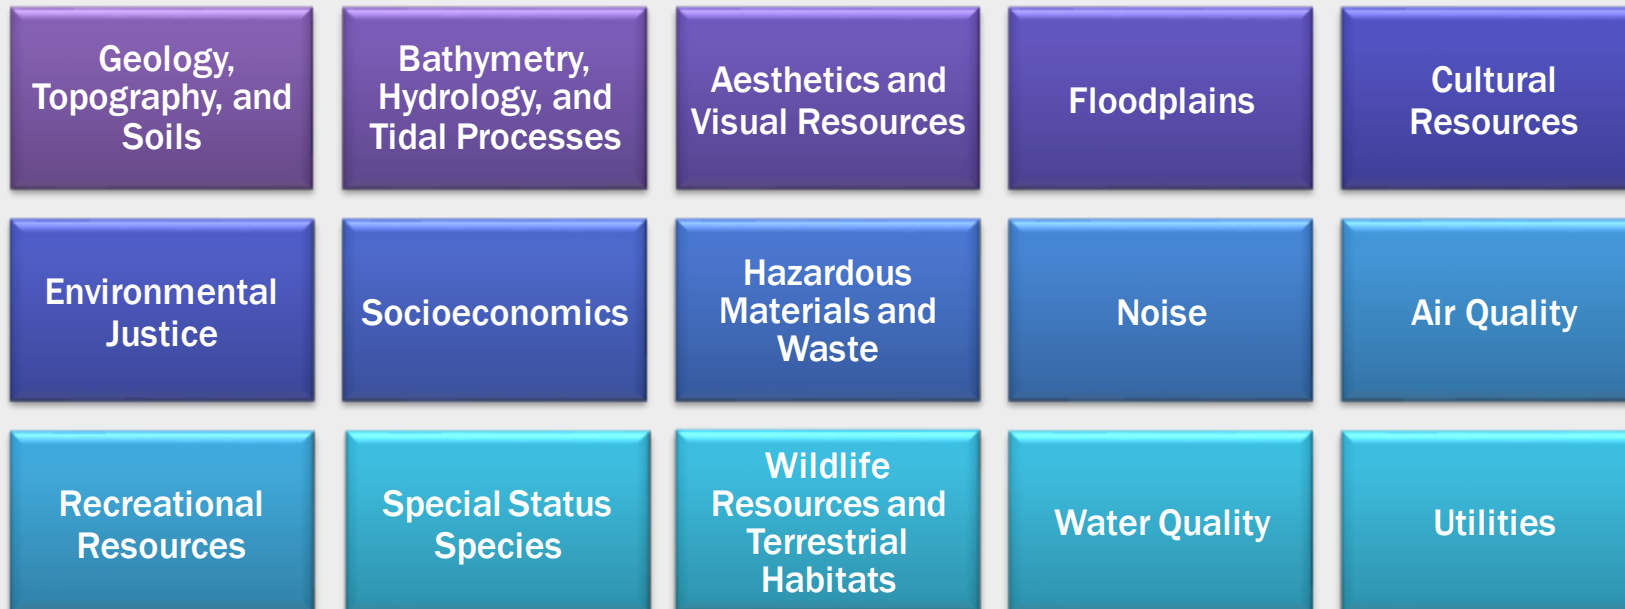 Geology,
Topography, and
Soils
Bathymetry,
Hydrology, and
Tidal Processes
Aesthetics and
Visual Resources
Floodplains
Cultural
Resources
Environmental
Justice
Socioeconomics
Hazardous
Materials and
Waste
Noise
Air Quality
Recreational
Resources
Special Status
Species
Wildlife
Resources and
Terrestrial
Habitats
Water Quality
Utilities